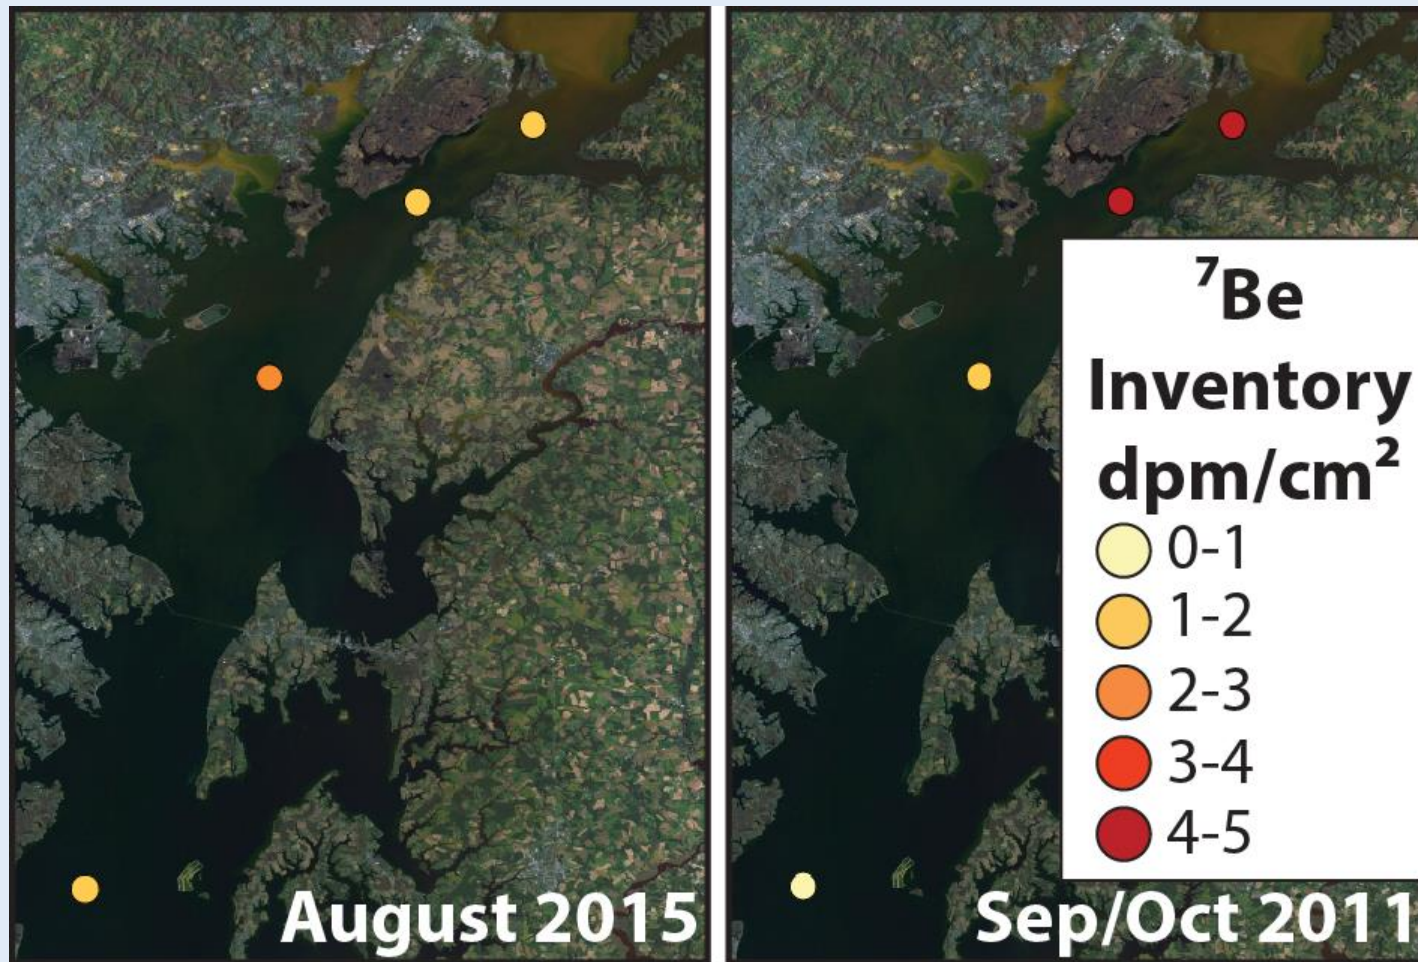 August 2015
⁷Be
Inventory
dpm/cm²
0-1
1-2
2-3
3-4
4-5
Sep/Oct 2011